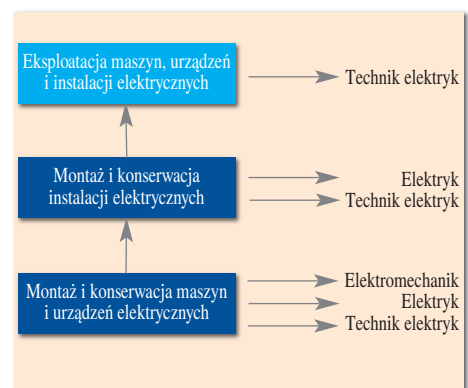 Eksploatacja maszyn, urządzeń
i instalacji elektrycznych
Technik elektryk
Montaż i konserwacja
instalacji elektrycznych
Elektryk
Technik elektryk
Montaż i konserwacja maszyn
i urządzeń elektrycznych
Elektromechanik
Elektryk
Technik elektryk